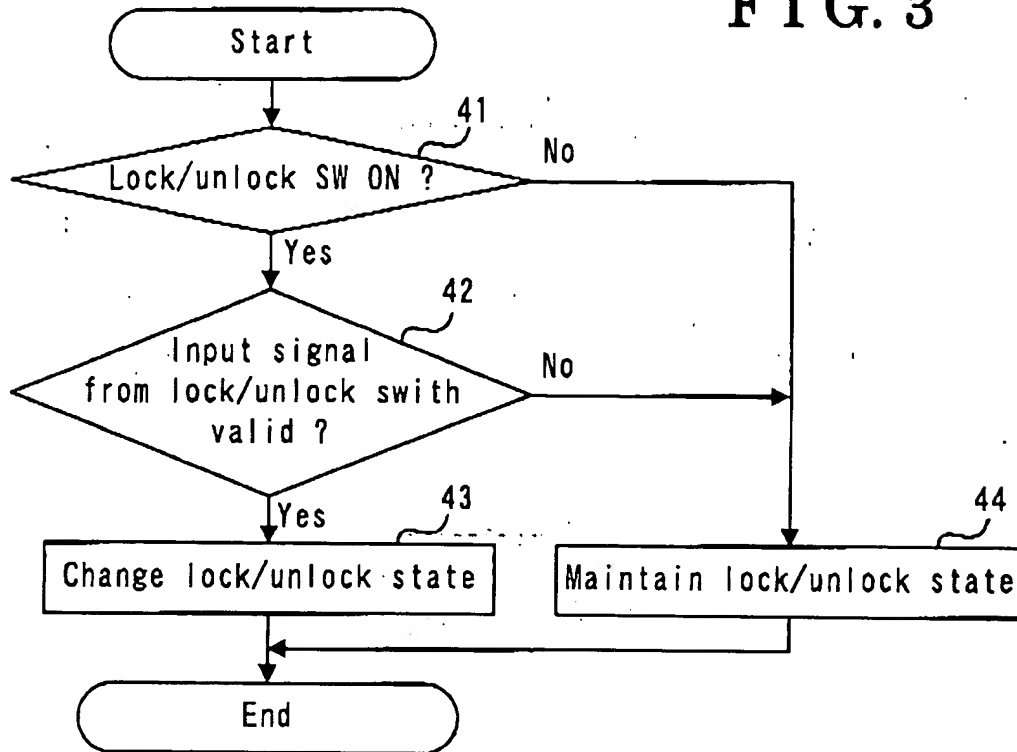 FIG. 3
Start
41
Lock/unlock SW ON ?
No
Yes
42
Input signal
from lock/unlock swith
valid ?
No
Yes
43
Change lock/unlock state
44
Maintain lock/unlock state
End